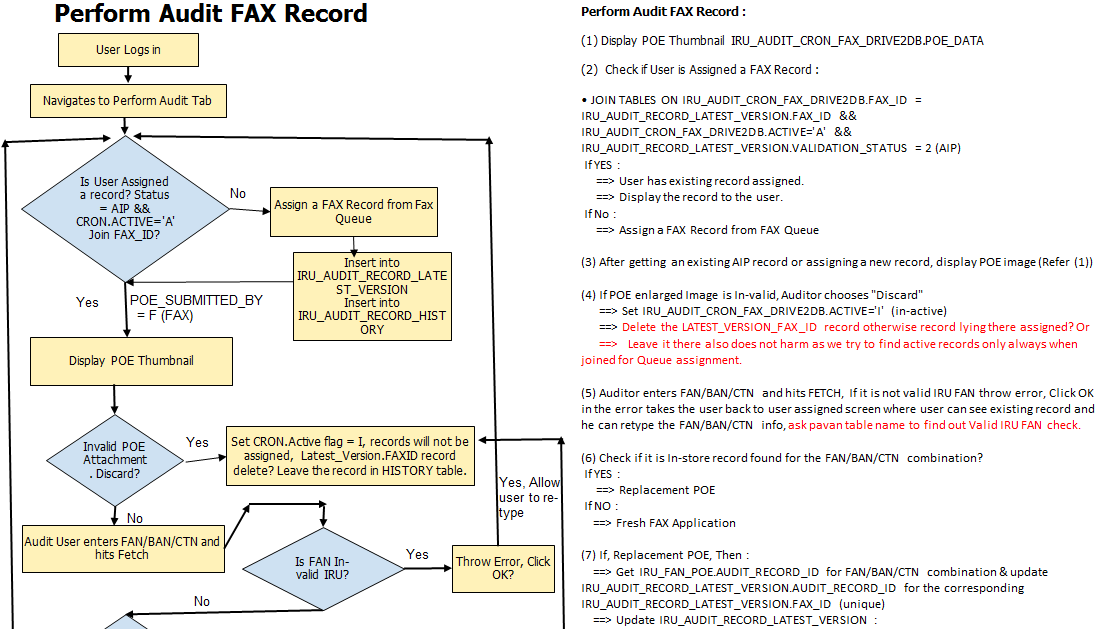 Perform Audit FAX Record
User Logs in
Navigates to Perform Audit Tab
Is User Assigned
a record? Status
= AIP &&
CRON.ACTIVE='A'
Join FAX_ID?
No
Assign a FAX Record from Fax
Queue
Insert into
IRU_AUDIT_RECORD_LATE
ST_VERSION
Insert into
IRU_AUDIT_RECORD_HIST
ORY
Yes
POE_SUBMITTED_BY
= F (FAX)
Display POE Thumbnail
Invalid POE
Attachment
. Discard?
Yes
Set CRON.Active flag = I, records will not be
assigned, Latest_Version.FAXID record
delete? Leave the record in HISTORY table.
Yes, Allow
user to re-
type
No
Audit User enters FAN/BAN/CTN and
hits Fetch
Is FAN In-
valid IRU?
Yes
Throw Error, Click
OK?
No
Perform Audit FAX Record :
(1) Display POE Thumbnail IRU_AUDIT_CRON_FAX_DRIVE2DB.POE_DATA
(2) Check if User is Assigned a FAX Record :
• JOIN TABLES ON IRU_AUDIT_CRON_FAX_DRIVE2DB.FAX_ID =
IRU_AUDIT_RECORD_LATEST_VERSION.FAX_ID &&
IRU_AUDIT_CRON_FAX_DRIVE2DB.ACTIVE='A' &&
IRU_AUDIT_RECORD_LATEST_VERSION.VALIDATION_STATUS = 2 (AIP)
If YES :
==> User has existing record assigned.
==> Display the record to the user.
If No :
==> Assign a FAX Record from FAX Queue
(3) After getting an existing AIP record or assigning a new record, display POE image (Refer (1))
(4) If POE enlarged Image is In-valid, Auditor chooses "Discard"
==> Set IRU_AUDIT_CRON_FAX_DRIVE2DB.ACTIVE='I' (in-active)
==> Delete the LATEST_VERSION_FAX_ID record otherwise record lying there assigned? Or
==> Leave it there also does not harm as we try to find active records only always when
joined for Queue assignment.
(5) Auditor enters FAN/BAN/CTN and hits FETCH, If it is not valid IRU FAN throw error, Click OK
in the error takes the user back to user assigned screen where user can see existing record and
he can retype the FAN/BAN/CTN info, ask pavan table name to find out Valid IRU FAN check.
(6) Check if it is In-store record found for the FAN/BAN/CTN combination?
If YES :
==> Replacement POE
If NO :
==> Fresh FAX Application
(7) If, Replacement POE, Then :
==> Get IRU_FAN_POE.AUDIT_RECORD_ID for FAN/BAN/CTN combination & update
IRU_AUDIT_RECORD_LATEST_VERSION.AUDIT_RECORD_ID for the corresponding
IRU_AUDIT_RECORD_LATEST_VERSION.FAX_ID (unique)
==> Update IRU_AUDIT_RECORD_LATEST_VERSION :